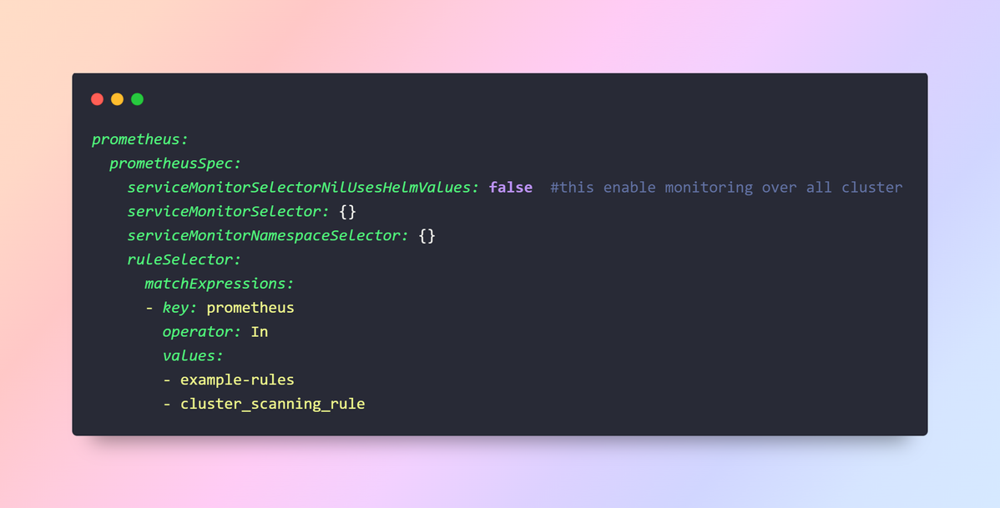 prometheus:
  prometheusSpec:
    serviceMonitorSelectorNilUsesHelmValues: false  #this enable monitoring over all cluster
    serviceMonitorSelector: {}
    serviceMonitorNamespaceSelector: {}
    ruleSelector:
      matchExpressions:
      - key: prometheus
        operator: In
        values:
        - example-rules
        - cluster_scanning_rule